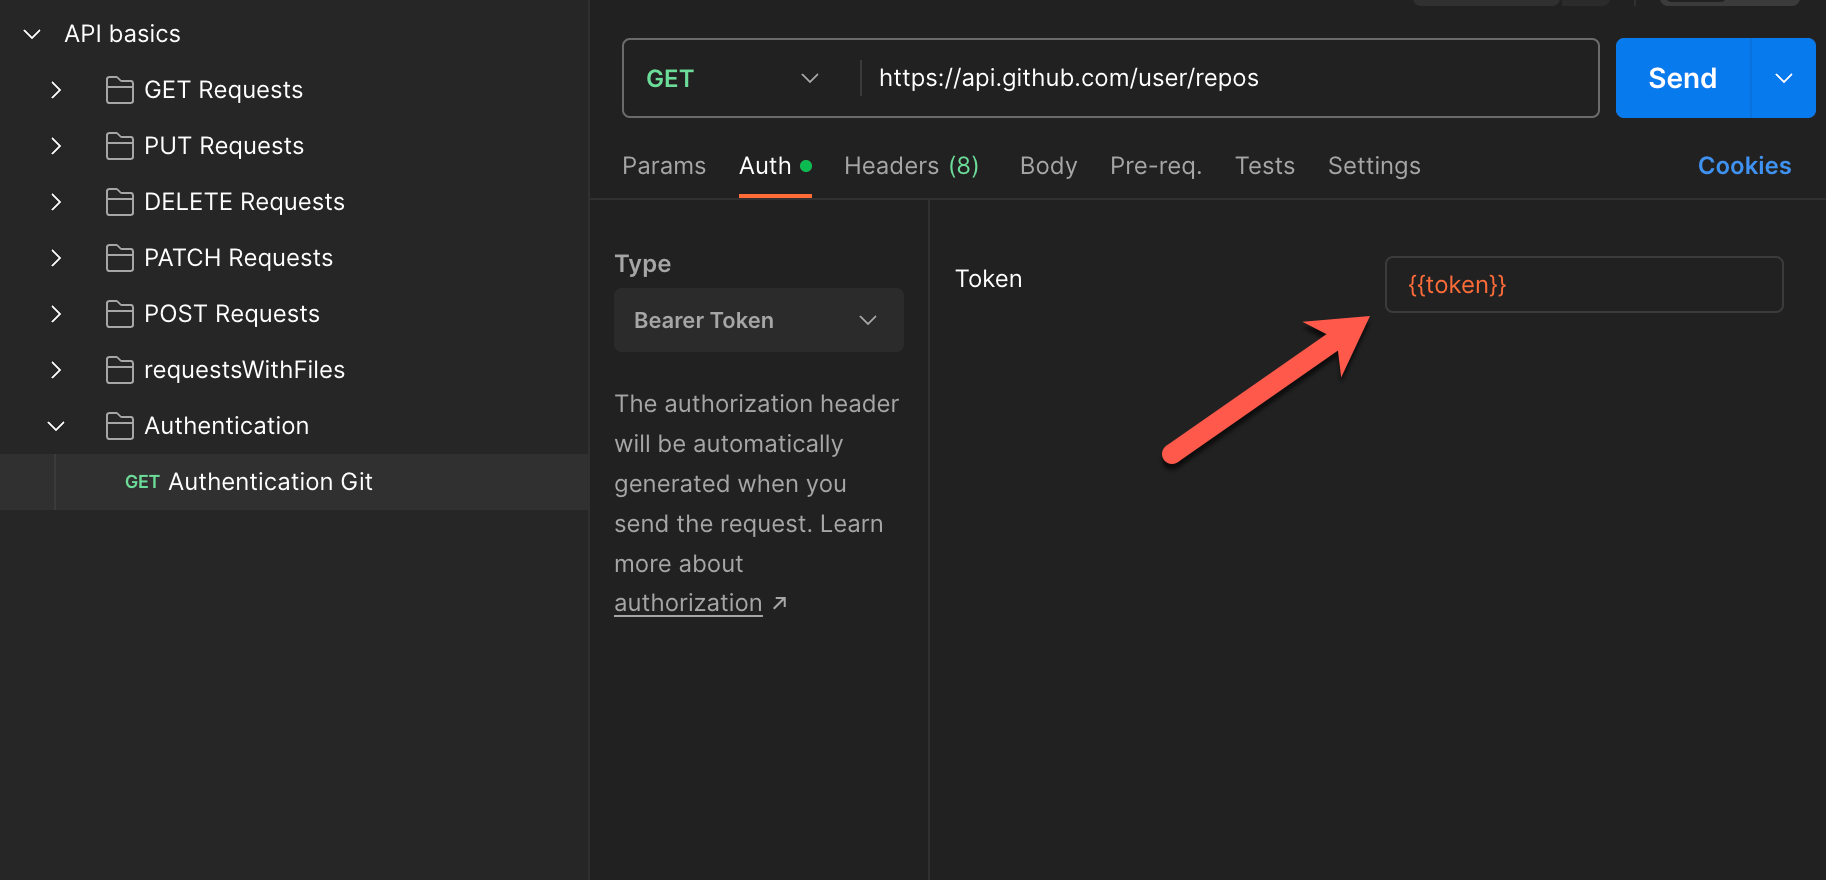 API basics
GET Requests
PUT Requests
DELETE Requests
PATCH Requests
POST Requests
requestsWithFiles
Authentication
GET Authentication Git
GET https://api.github.com/user/repos Send
Params Auth Headers (8) Body Pre-req. Tests Settings Cookies
Type
Bearer Token
The authorization header
will be automatically
generated when you
send the request. Learn
more about
authorization ↗
Token {{token}}